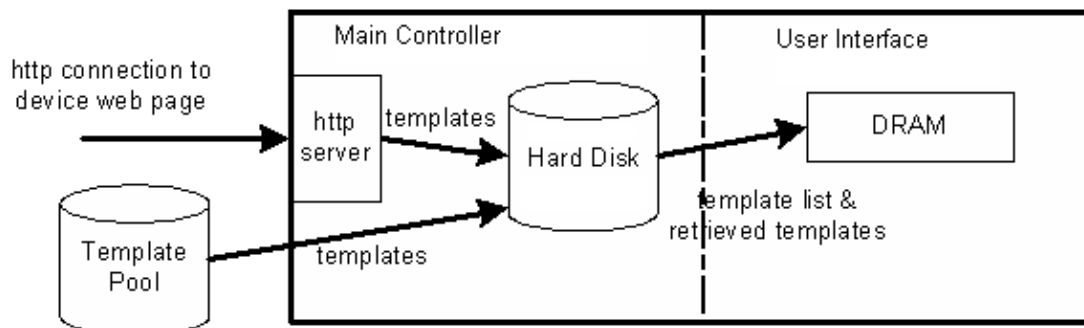 Main Controller
User Interface
http connection to
device web page
http
server
templates
Hard Disk
DRAM
template list &
retrieved templates
Template
Pool
templates